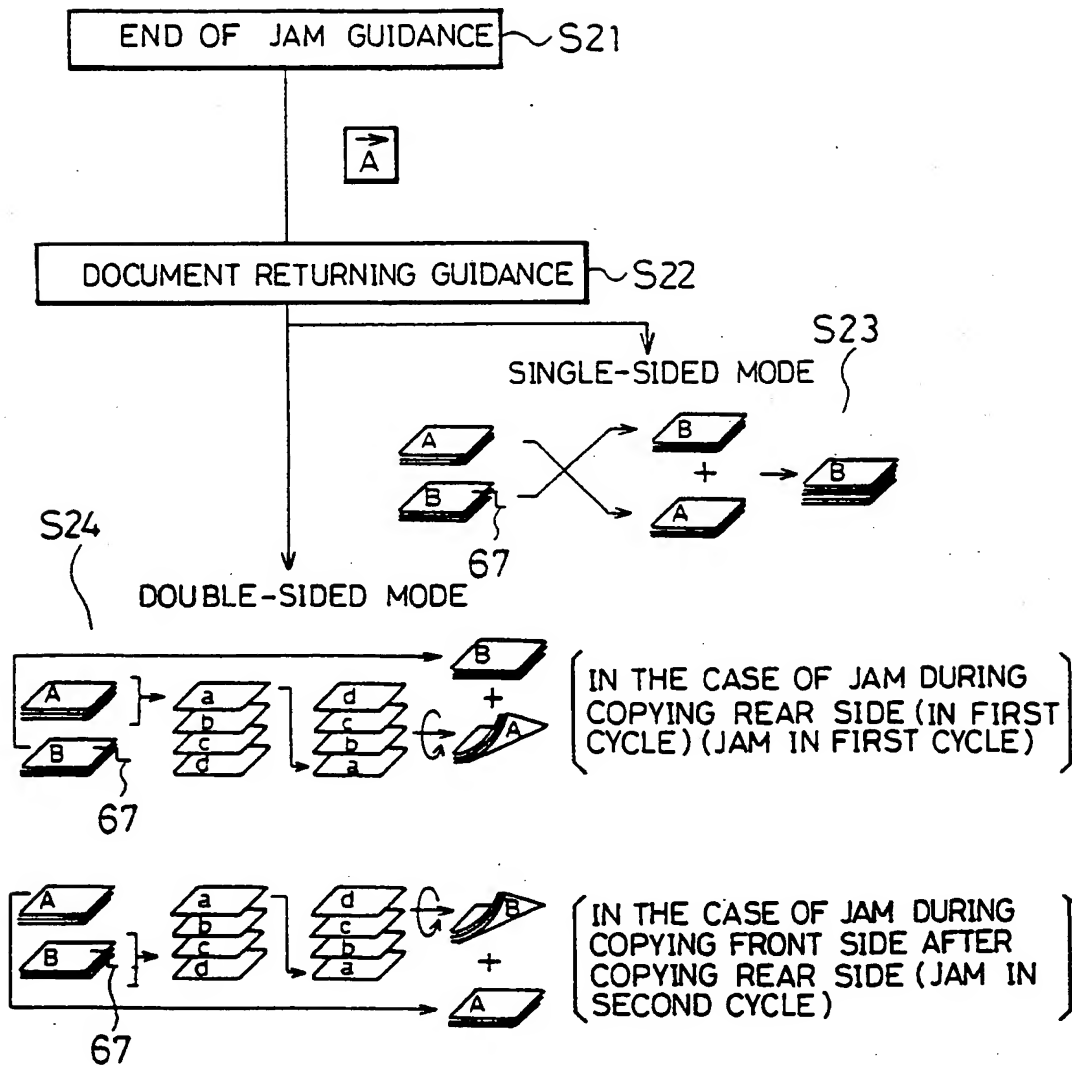 END OF JAM GUIDANCE
S21
A
DOCUMENT RETURNING GUIDANCE
S22
S23
SINGLE-SIDED MODE
A
B
B
+
A
B
67
S24
DOUBLE-SIDED MODE
A
B
67
a
b
c
d
d
c
b
a
B
+
A
IN THE CASE OF JAM DURING
COPYING REAR SIDE (IN FIRST
CYCLE) (JAM IN FIRST CYCLE)
A
B
67
a
b
c
d
d
c
b
a
B
+
A
IN THE CASE OF JAM DURING
COPYING FRONT SIDE AFTER
COPYING REAR SIDE (JAM IN
SECOND CYCLE)